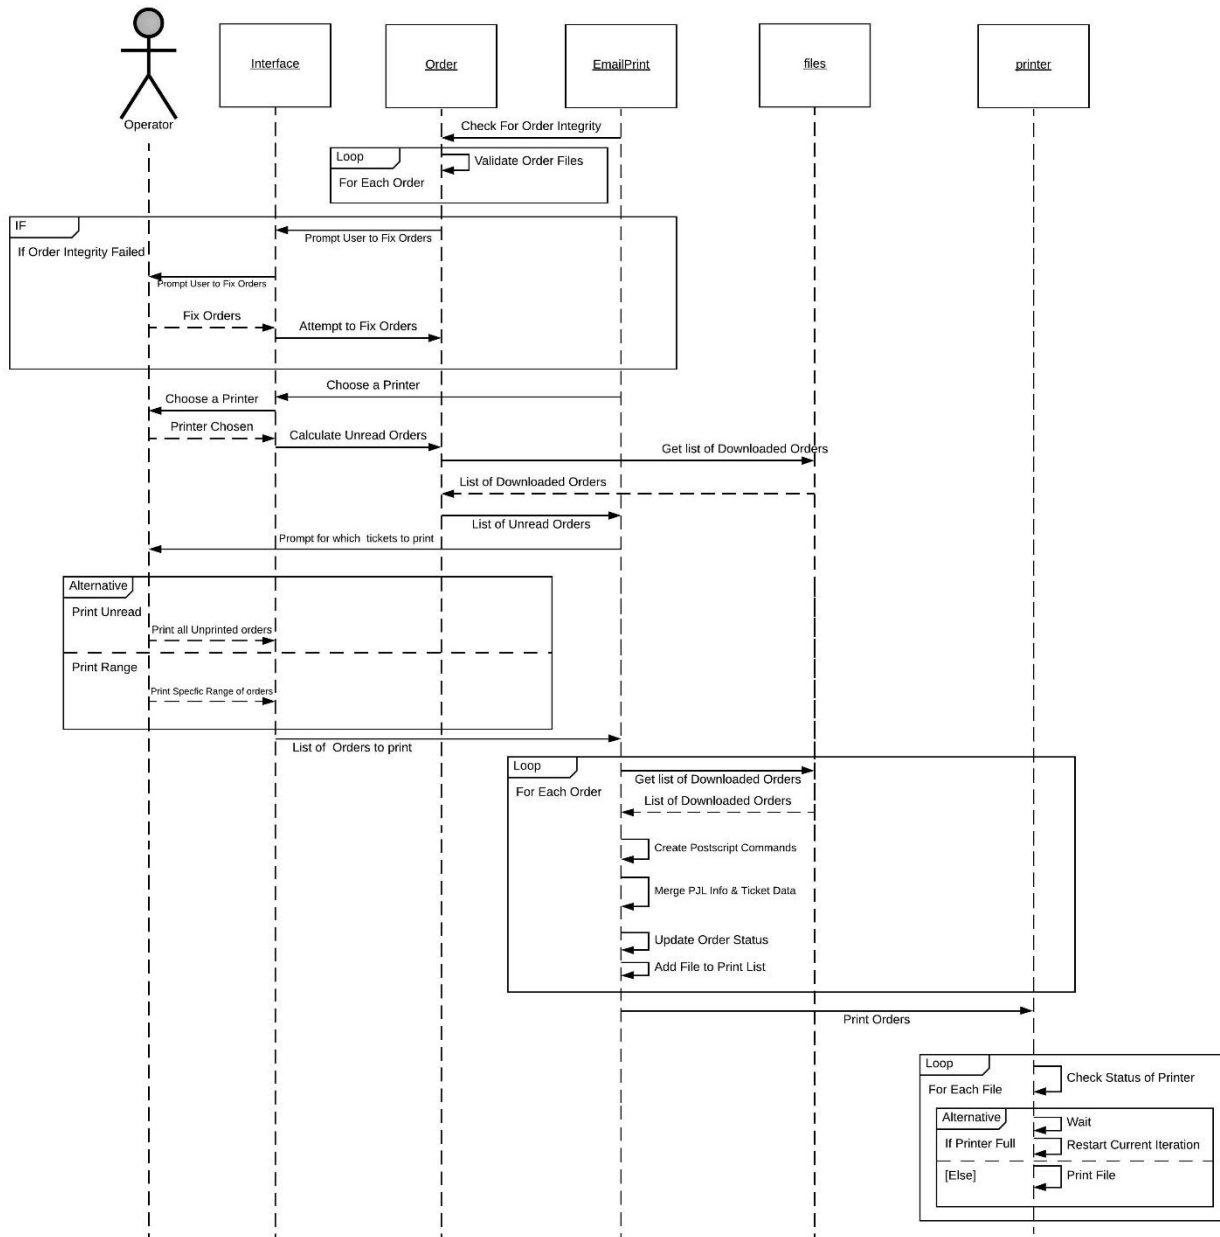 Operator
Interface
Order
EmailPrint
files
printer
Check For Order Integrity
Loop
Validate Order Files
For Each Order
IF
Prompt User to Fix Orders
If Order Integrity Failed
Prompt User to Fix Orders
Fix Orders
Attempt to Fix Orders
Choose a Printer
Choose a Printer
Printer Chosen
Calculate Unread Orders
Get list of Downloaded Orders
List of Downloaded Orders
List of Unread Orders
Prompt for which tickets to print
Alternative
Print Unread
Print all Unprinted orders
Print Range
Print Specfic Range of orders
List of Orders to print
Loop
Get list of Downloaded Orders
For Each Order
List of Downloaded Orders
Create Postscript Commands
Merge PJL Info & Ticket Data
Update Order Status
Add File to Print List
Print Orders
Loop
Check Status of Printer
For Each File
Alternative
Wait
If Printer Full
Restart Current Iteration
[Else]
Print File